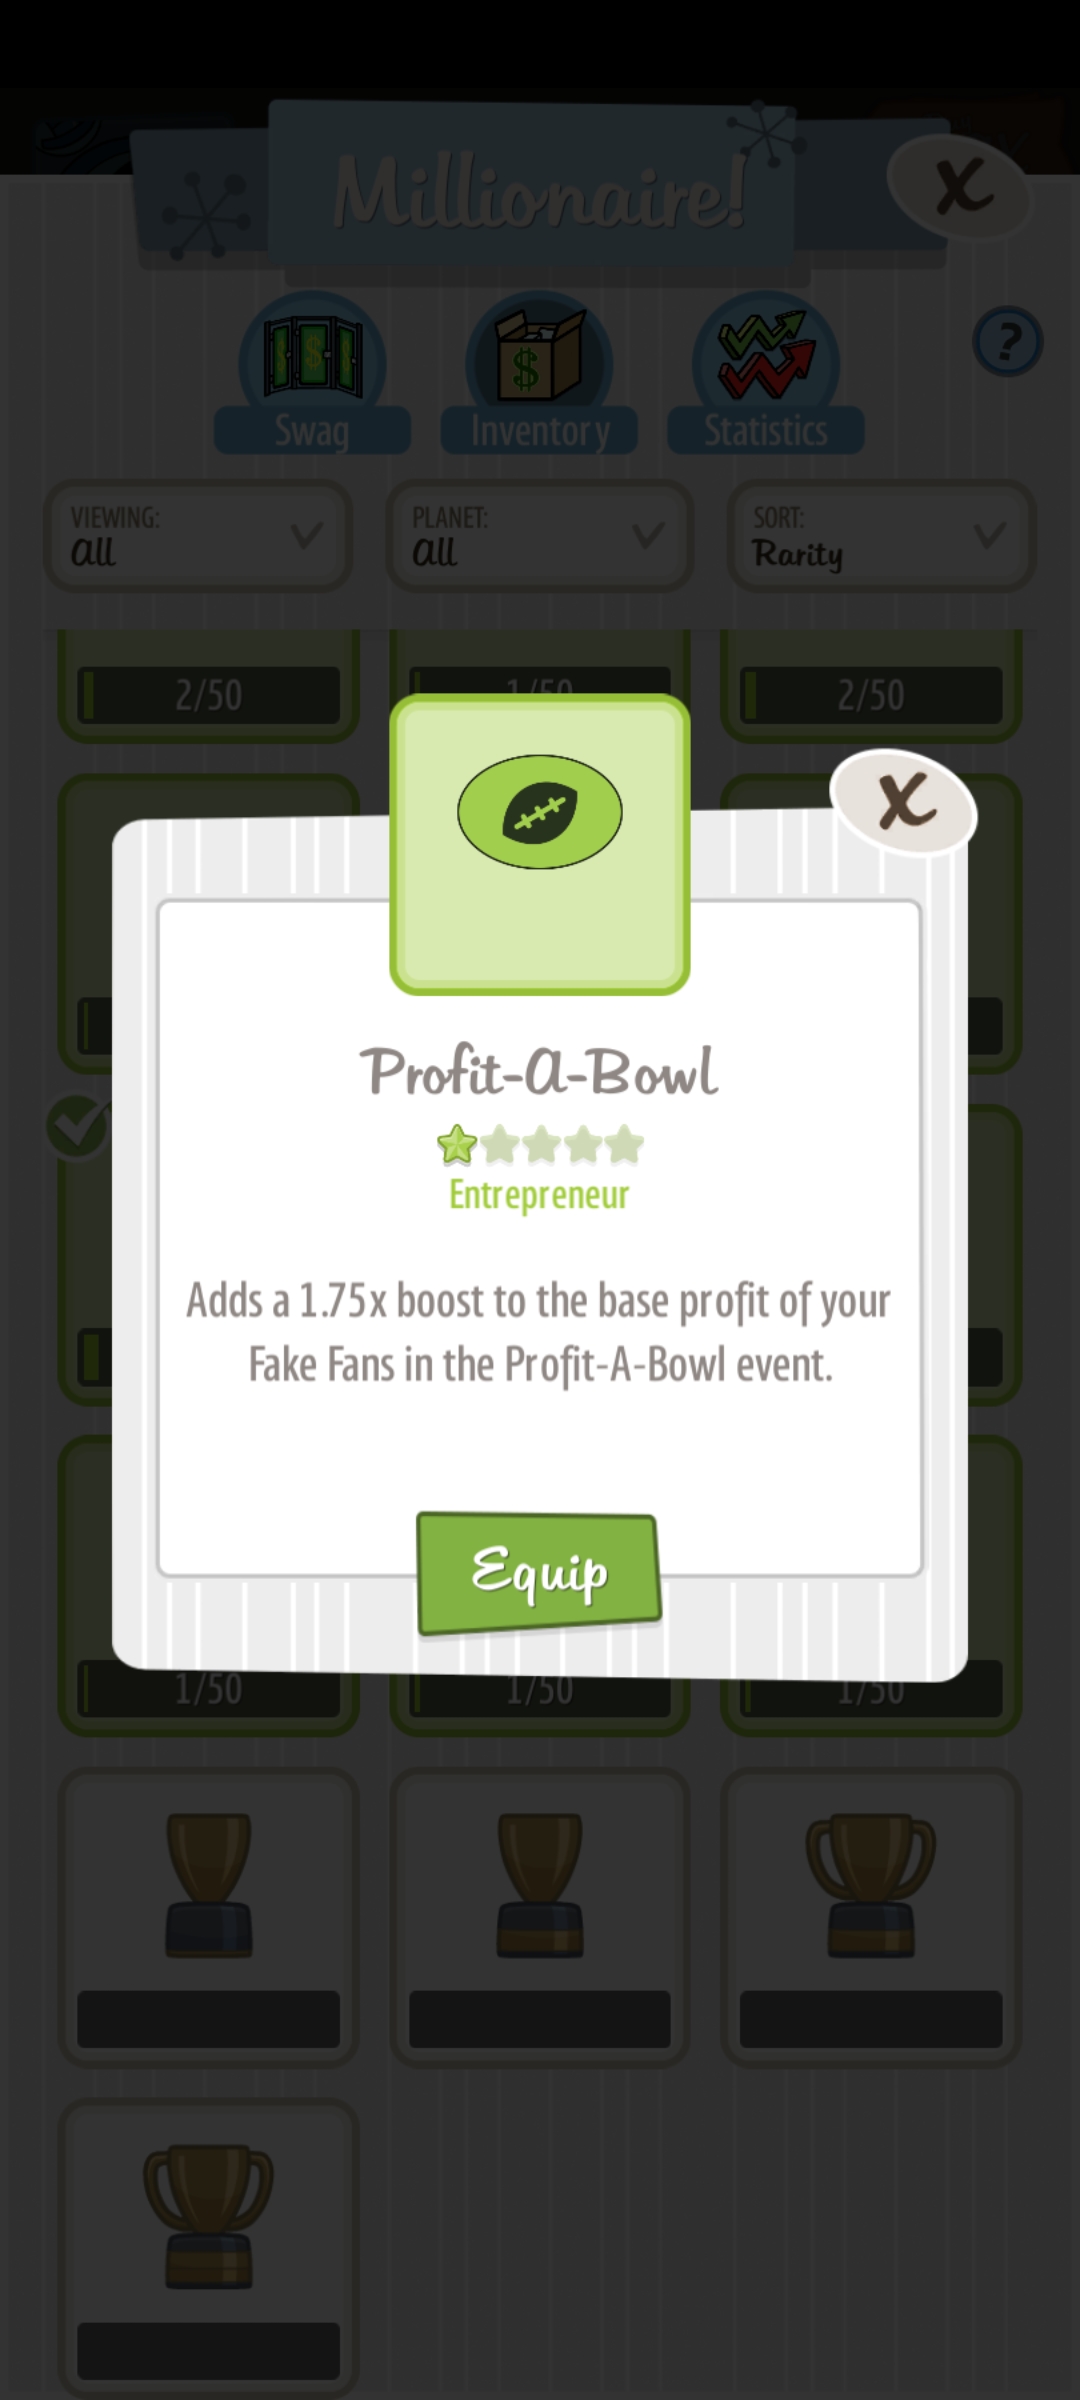 Millionaire!
X
$ $ $
$
?
Swag
Inventory
Statistics
VIEWING:
All
PLANET:
All
SORT:
Rarity
2/50
1/50
2/50
X
Profit-A-Bowl
Entrepreneur
Adds a 1.75x boost to the base profit of your
Fake Fans in the Profit-A-Bowl event.
Equip
1/50
1/50
1/50